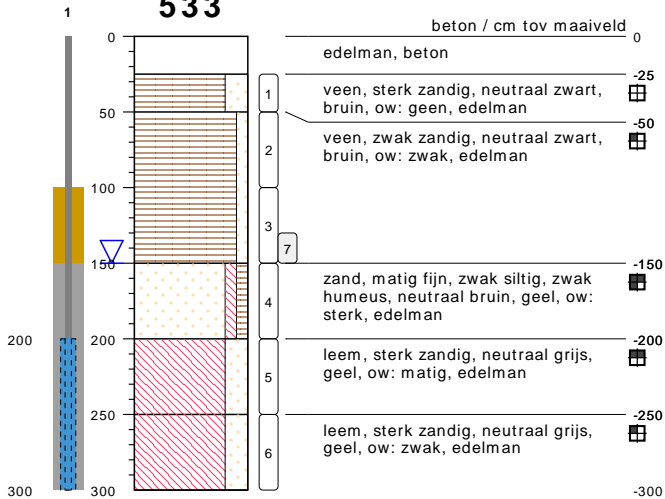 533
1
beton / cm tov maaiveld
0
0
edelman, beton
-25
1
veen, sterk zandig, neutraal zwart,
bruin, ow: geen, edelman
50
-50
2
veen, zwak zandig, neutraal zwart,
bruin, ow: zwak, edelman
100
3
7
150
-150
4
zand, matig fijn, zwak siltig, zwak
humeus, neutraal bruin, geel, ow:
sterk, edelman
200
200
-200
5
leem, sterk zandig, neutraal grijs,
geel, ow: matig, edelman
250
-250
6
leem, sterk zandig, neutraal grijs,
geel, ow: zwak, edelman
300
300
-300